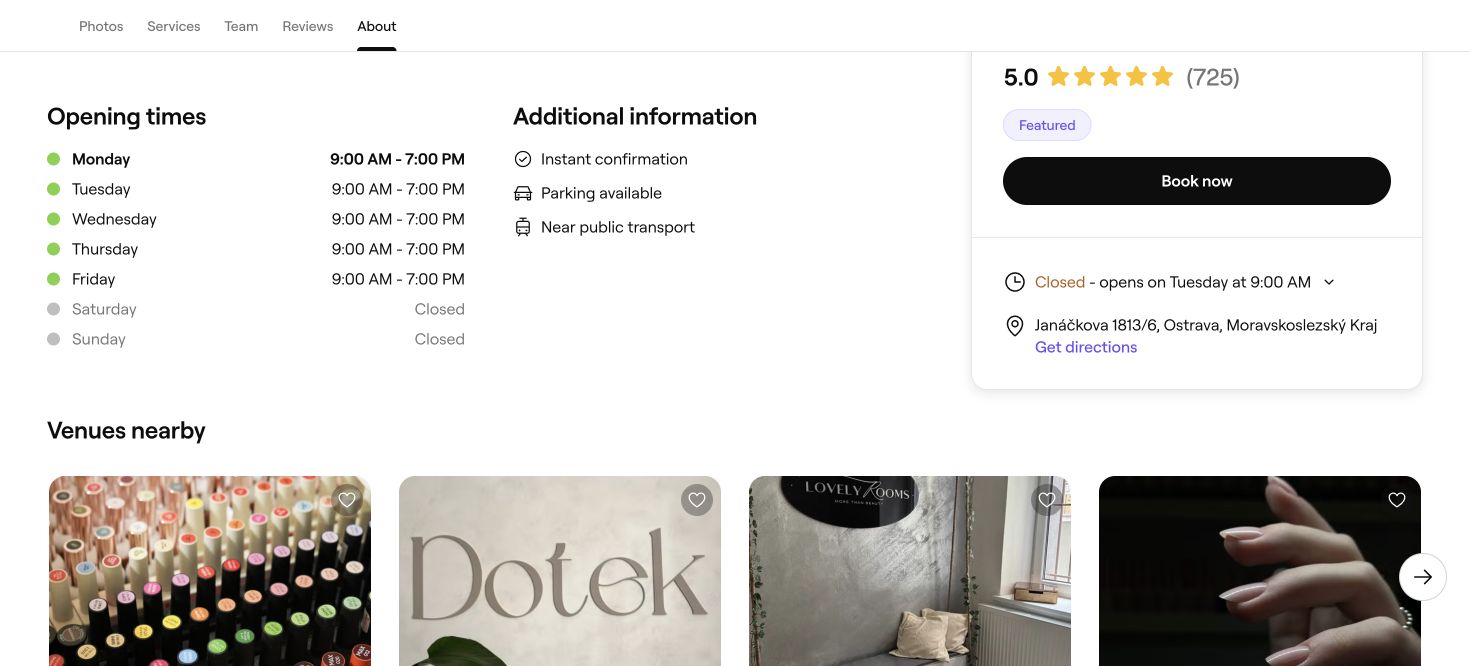 Photos Services Team Reviews About
5.0 (725)
Featured
Book now
Closed - opens on Tuesday at 9:00 AM
Janáčkova 1813/6, Ostrava, Moravskoslezský Kraj
Get directions
Opening times
Monday 9:00 AM - 7:00 PM
Tuesday 9:00 AM - 7:00 PM
Wednesday 9:00 AM - 7:00 PM
Thursday 9:00 AM - 7:00 PM
Friday 9:00 AM - 7:00 PM
Saturday Closed
Sunday Closed
Additional information
Instant confirmation
Parking available
Near public transport
Venues nearby
Dotek
LOVELY ROOMS
MORE THAN BEAUTY